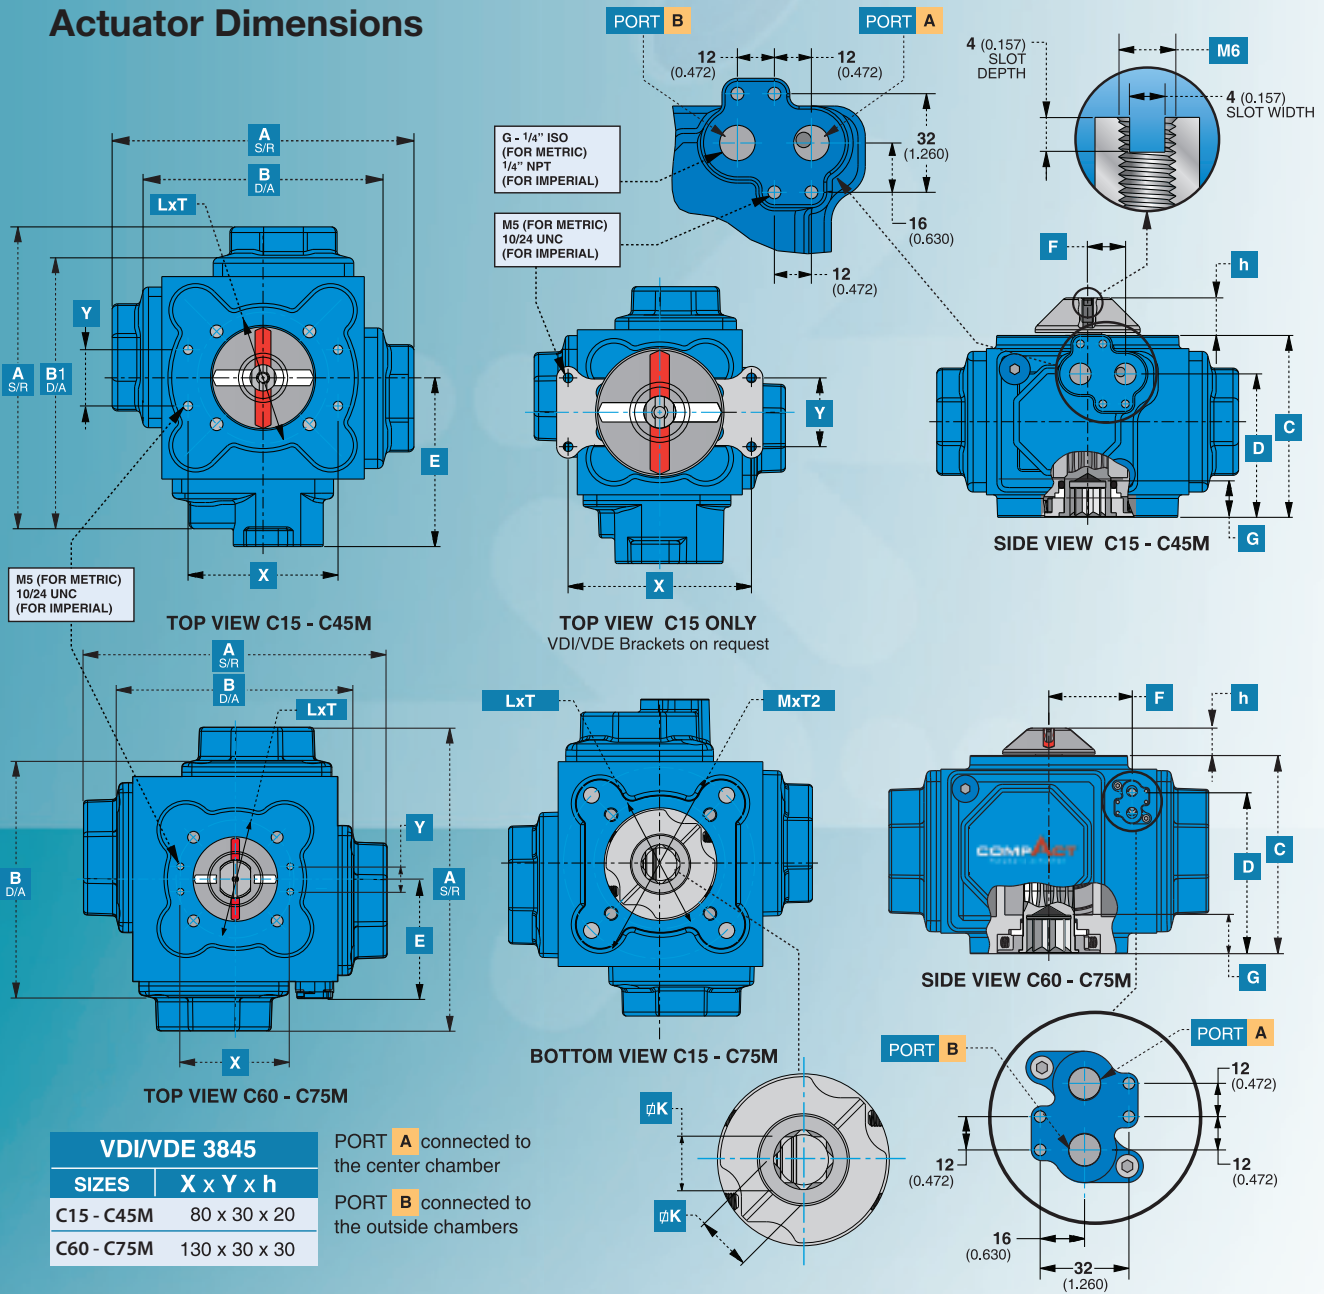 Actuator Dimensions
PORT B
PORT A
12
(0.472)
12
(0.472)
4 (0.157)
SLOT
DEPTH
M6
4 (0.157)
SLOT WIDTH
G - 1/4" ISO
(FOR METRIC)
1/4" NPT
(FOR IMPERIAL)
32
(1.260)
M5 (FOR METRIC)
10/24 UNC
(FOR IMPERIAL)
16
(0.630)
12
(0.472)
A
S/R
B
D/A
LxT
Y
A
S/R
B1
D/A
E
X
M5 (FOR METRIC)
10/24 UNC
(FOR IMPERIAL)
TOP VIEW C15 - C45M
Y
X
TOP VIEW C15 ONLY
VDI/VDE Brackets on request
F
h
C
D
G
SIDE VIEW C15 - C45M
A
S/R
B
D/A
LxT
Y
B
D/A
A
S/R
E
X
TOP VIEW C60 - C75M
LxT
MxT2
BOTTOM VIEW C15 - C75M
F
h
COMPACT
D
C
G
SIDE VIEW C60 - C75M
K
K
PORT B
PORT A
12
(0.472)
12
(0.472)
12
(0.472)
16
(0.630)
32
(1.260)
VDI/VDE 3845
SIZES X x Y x h
C15 - C45M 80 x 30 x 20
C60 - C75M 130 x 30 x 30
PORT A connected to
the center chamber
PORT B connected to
the outside chambers